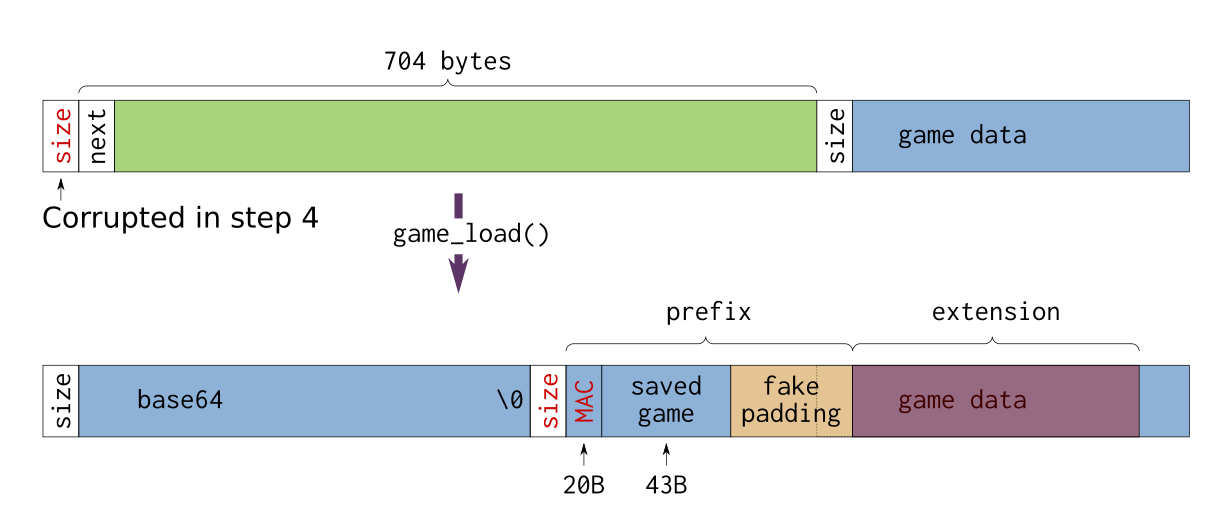 704 bytes
size
next
size
game data
Corrupted in step 4
game_load()
prefix
extension
size
base64
\0
size
MAC
saved
game
fake
padding
game data
20B
43B